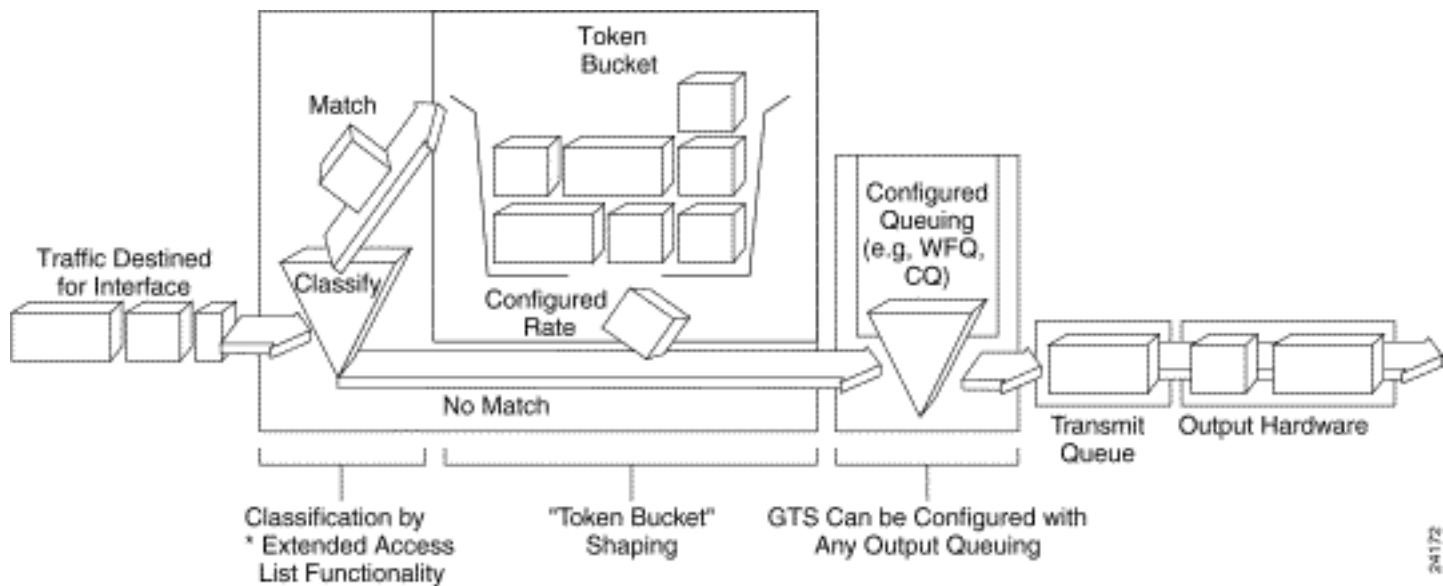 Token
Bucket
Match
Configured
Queuing
(e.g, WFQ,
CQ)
Traffic Destined
for Interface
Classify
Configured
Rate
No Match
Transmit
Queue
Output Hardware
Classification by
* Extended Access
List Functionality
"Token Bucket"
Shaping
GTS Can be Configured with
Any Output Queuing
24172